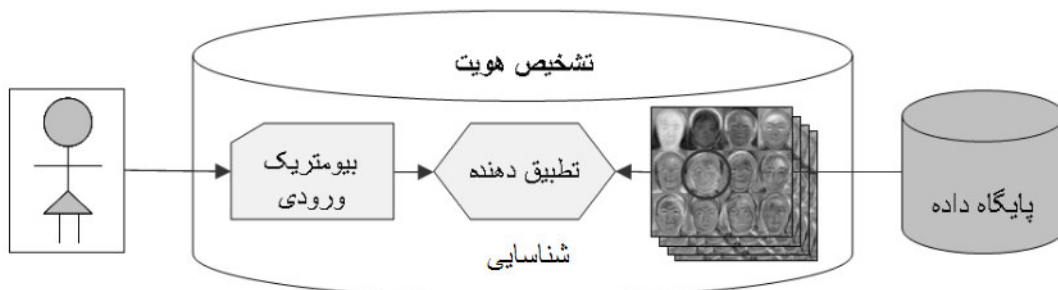 تشخیص هویت
بیومتریک
ورودی
تطبیق دهنده
پایگاه داده
شناسایی